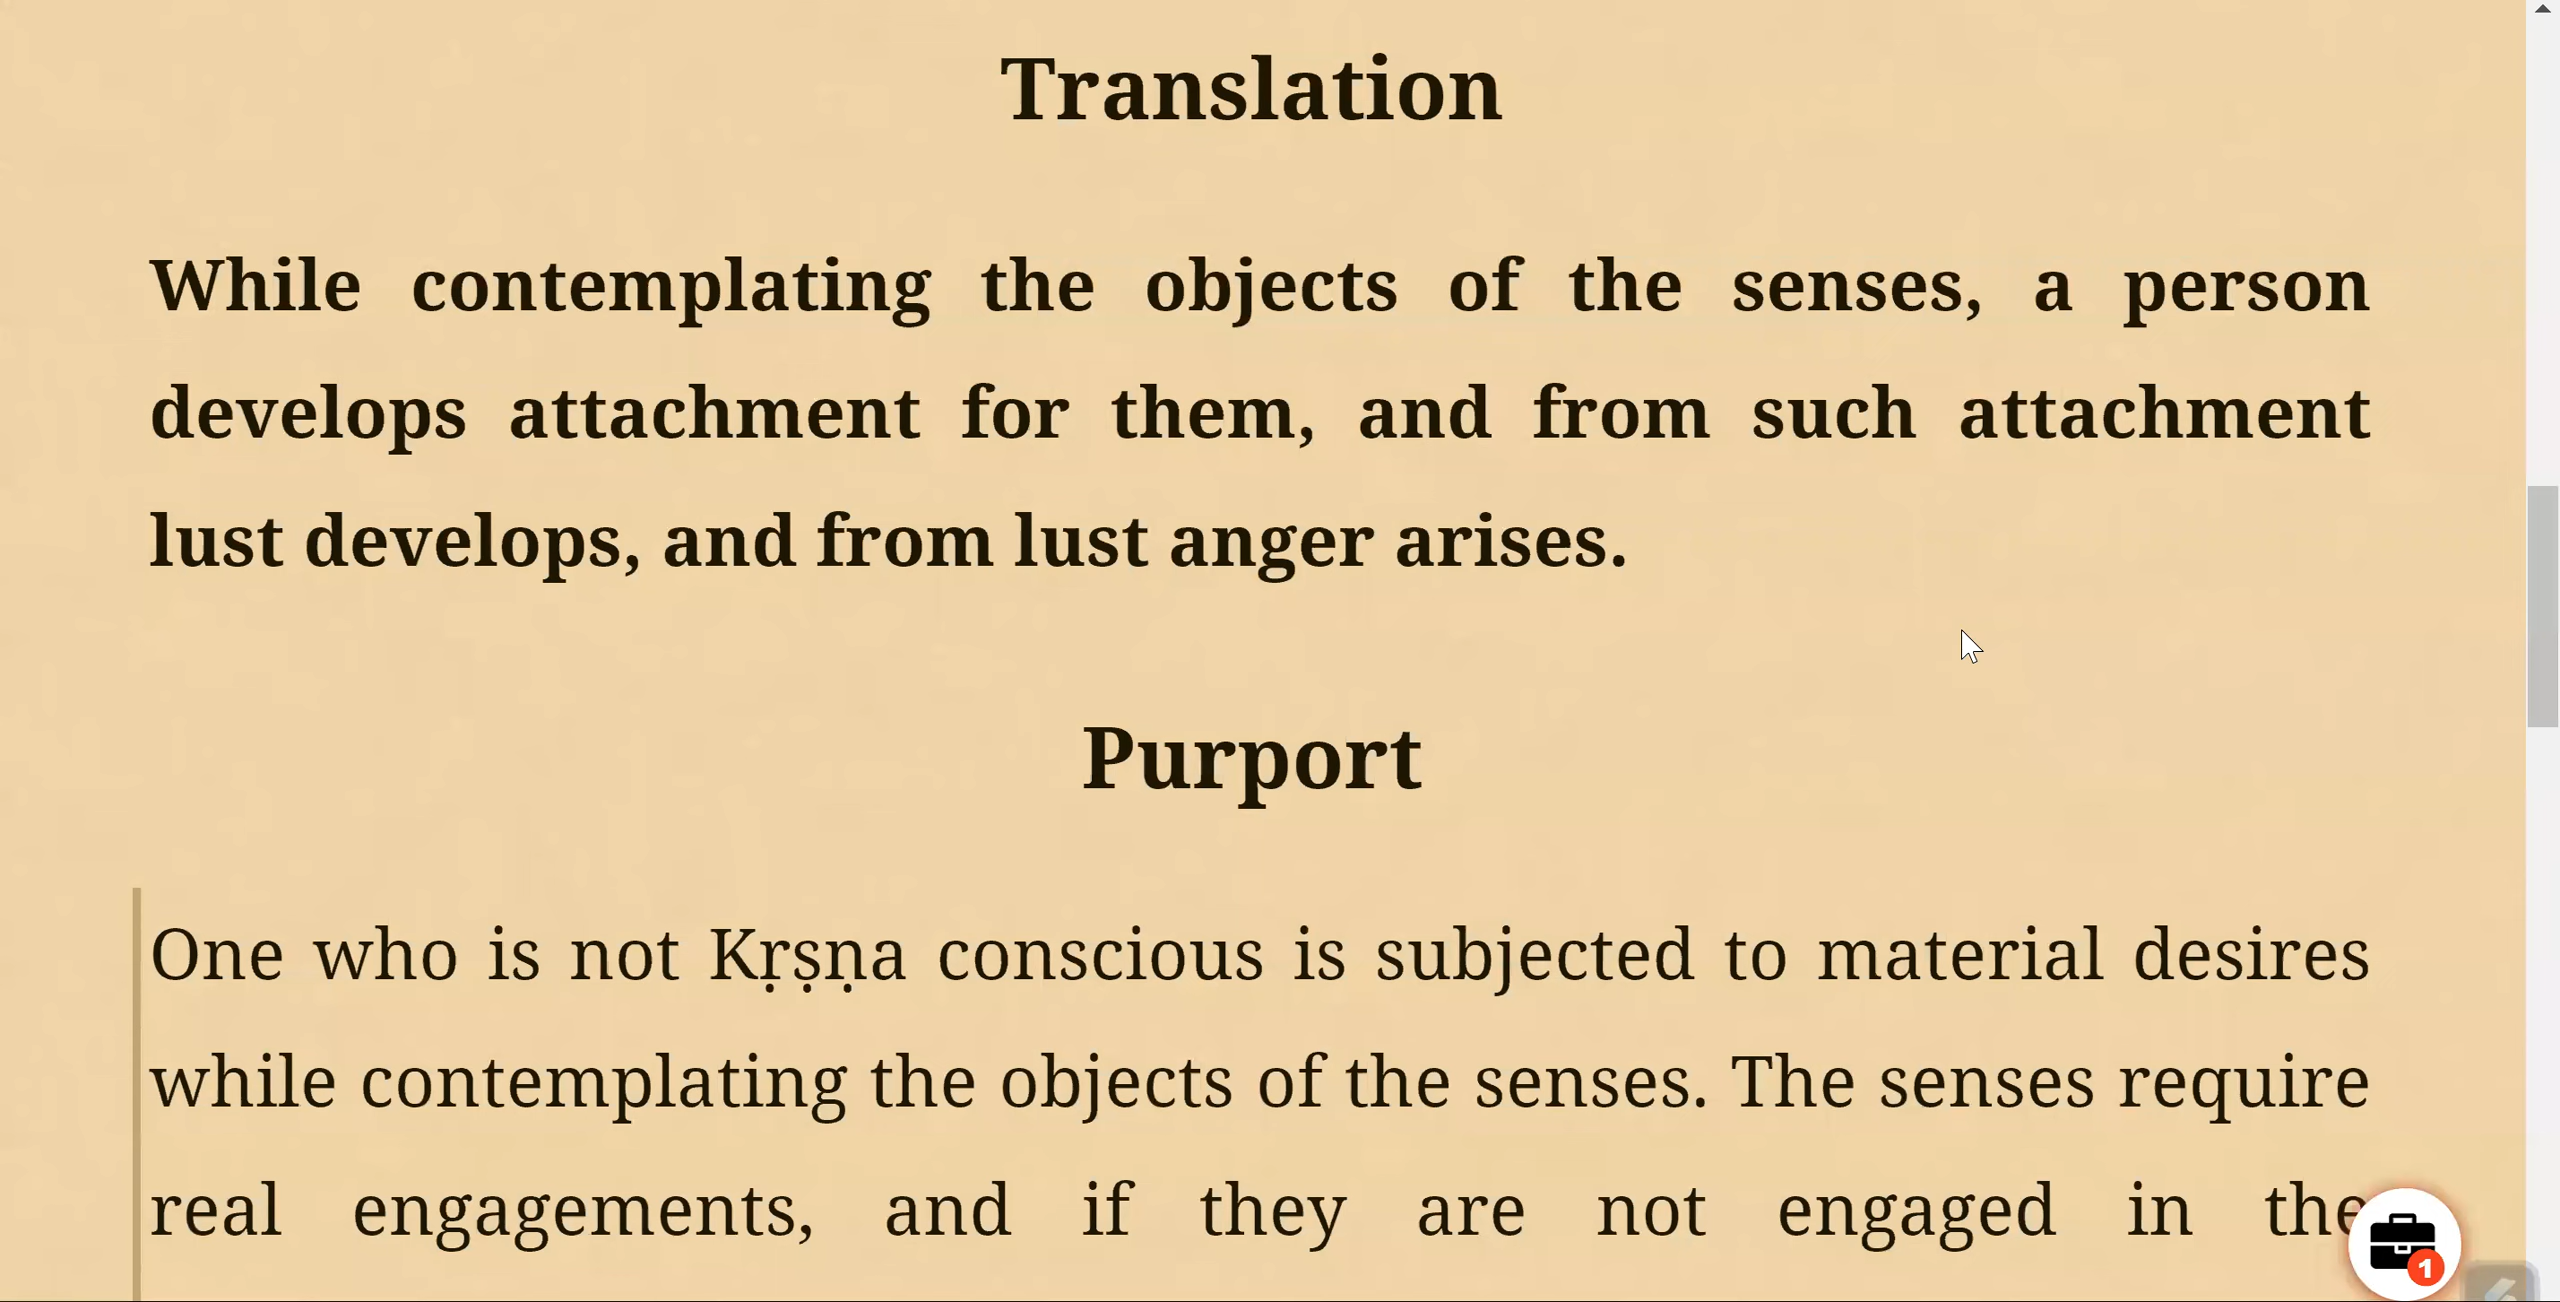 Translation
While contemplating the objects of the senses, a person
develops attachment for them, and from such attachment
lust develops, and from lust anger arises.
Purport
One who is not Kṛṣṇa conscious is subjected to material desires
while contemplating the objects of the senses. The senses require
real engagements, and if they are not engaged in the
1